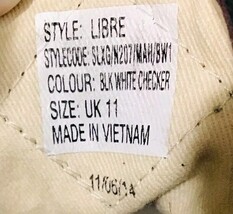 STYLE: LIBRE
STYLECODE: SLXG/N207/MAH/BW1
COLOUR: BLK WHITE CHECKER
SIZE: UK 11
MADE IN VIETNAM
11/06/14